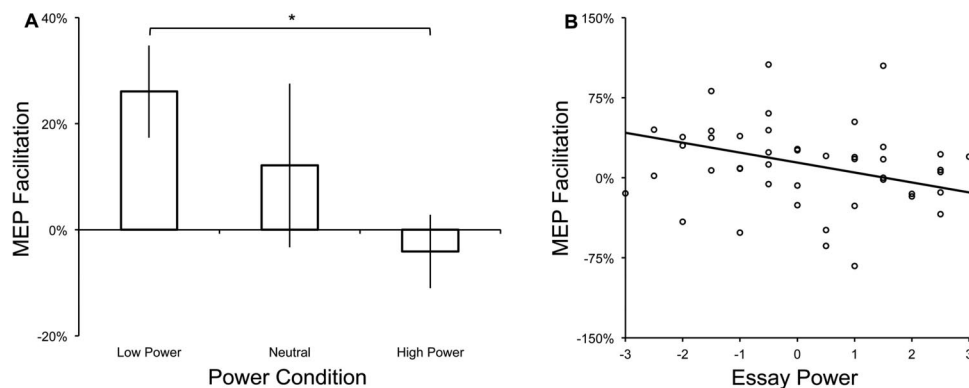 A
40%
*
20%
0%
-20%
MEP Facilitation
Low Power
Neutral
High Power
Power Condition
B
150%
75%
0%
-75%
-150%
MEP Facilitation
-3
-2
-1
0
1
2
3
Essay Power